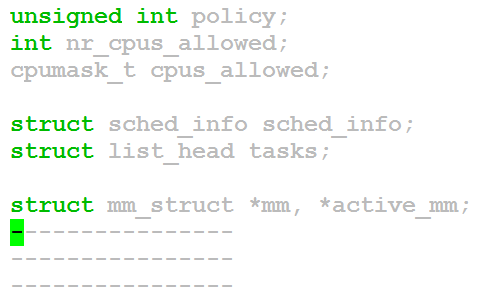 unsigned int policy;
int nr_cpus_allowed;
cpumask_t cpus_allowed;

struct sched_info sched_info;
struct list_head tasks;

struct mm_struct *mm, *active_mm;
----------------
----------------
----------------